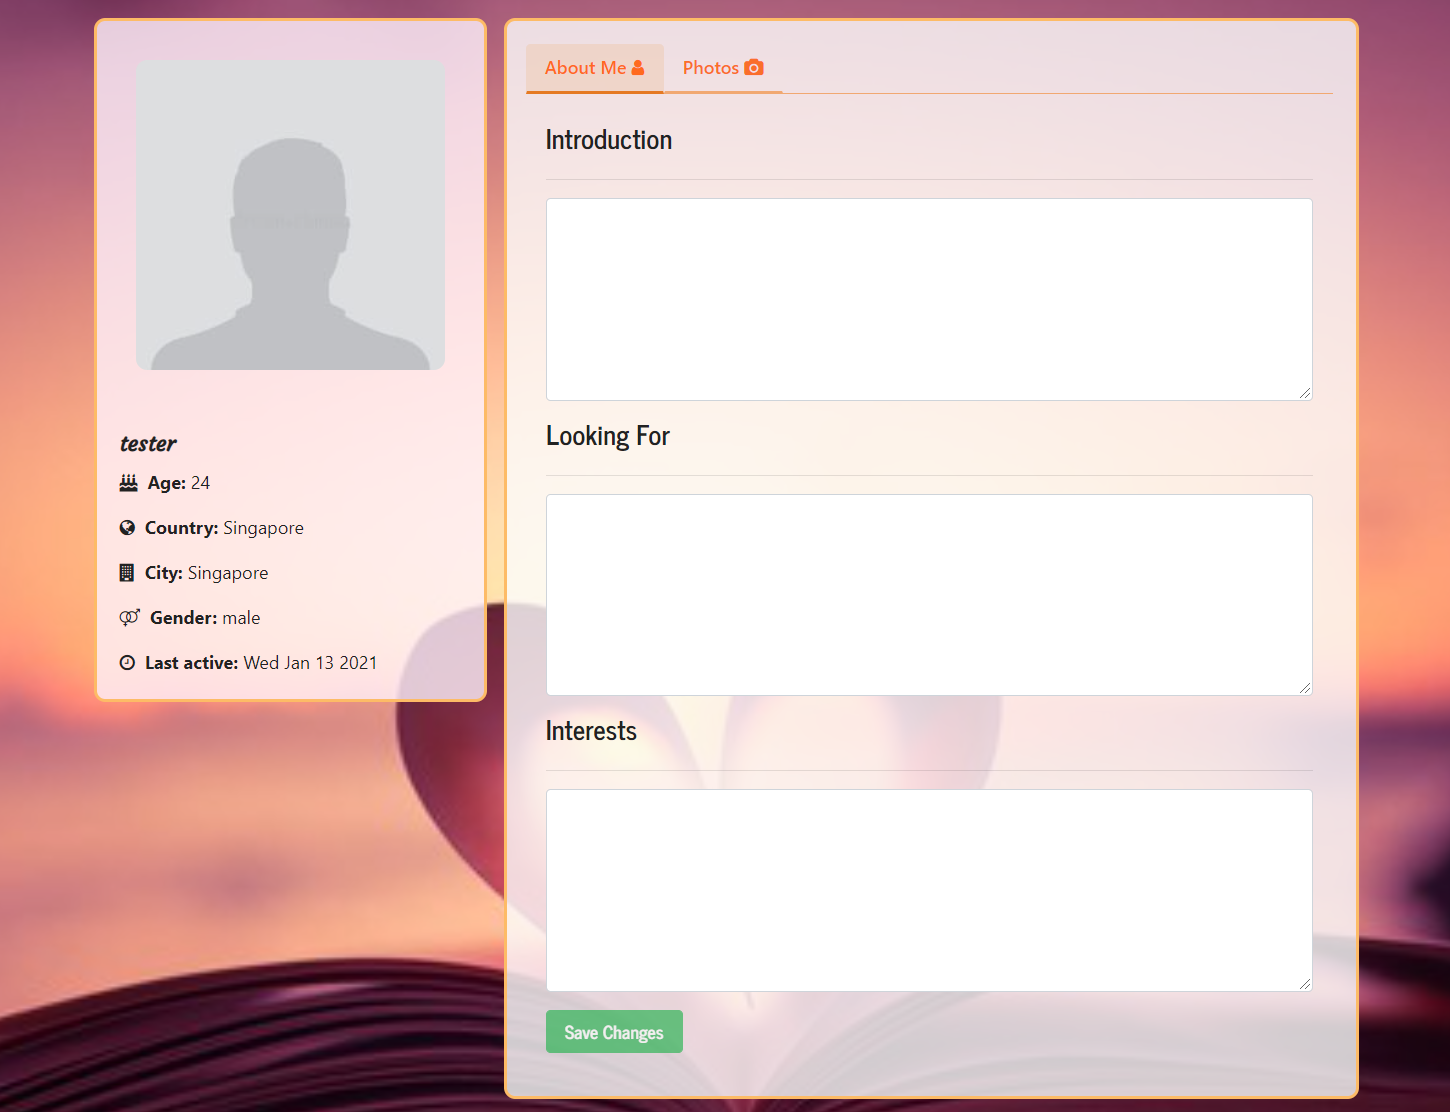 tester
Age: 24
Country: Singapore
City: Singapore
Gender: male
Last active: Wed Jan 13 2021
About Me
Photos
Introduction
Looking For
Interests
Save Changes